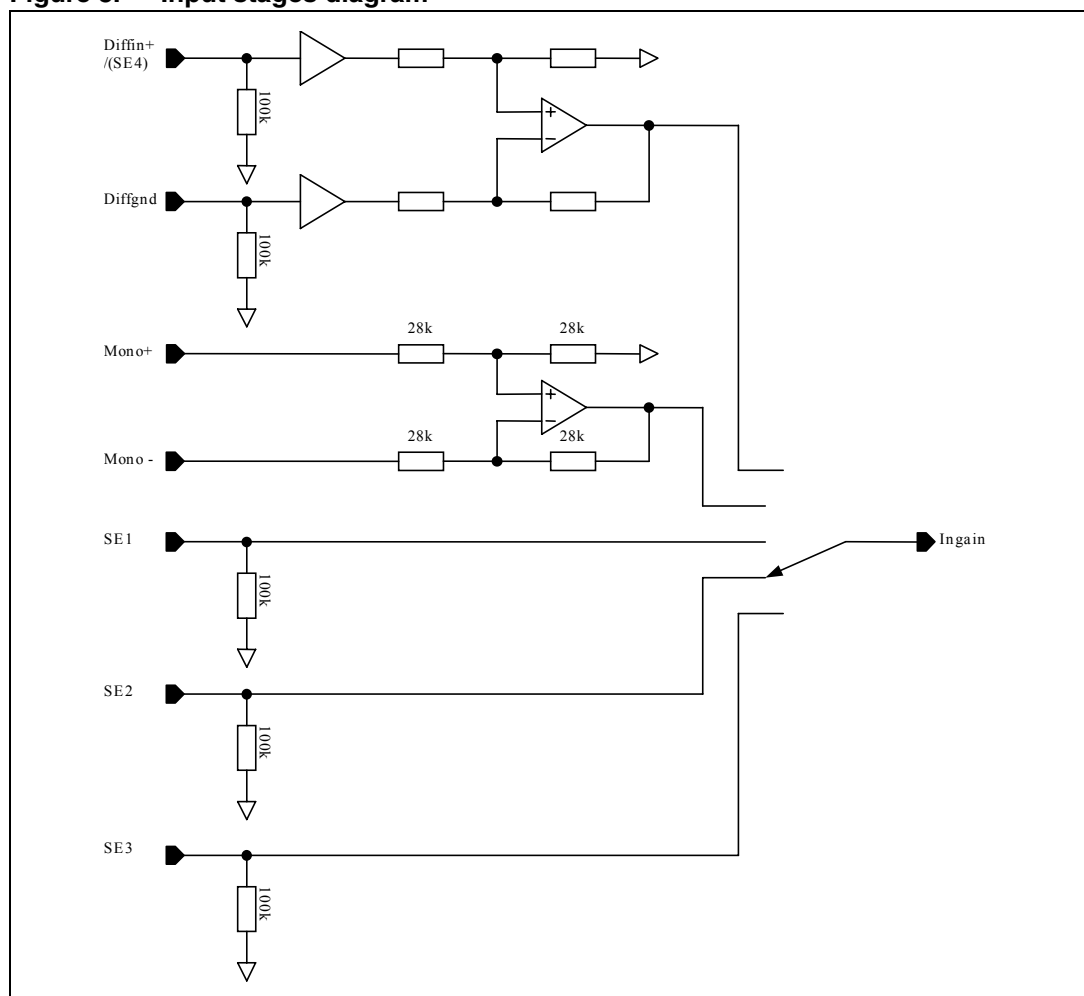 Figure Input stages diagram
Diffin+
/(SE4)
100k
+
-
Diffgnd
100k
Mono+
28k
28k
+
-
28k
28k
Mono -
SE1
Ingain
100k
SE2
100k
SE3
100k